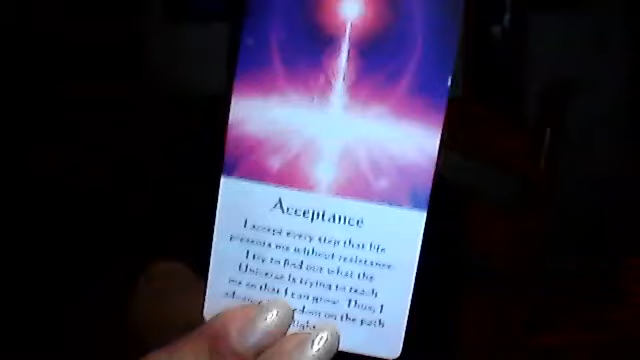 Acceptance
I accept every step that life
presents me without resistance.
I try to find out what the
Universe is trying to teach
me so that I can grow. Thus, I
on the path
light